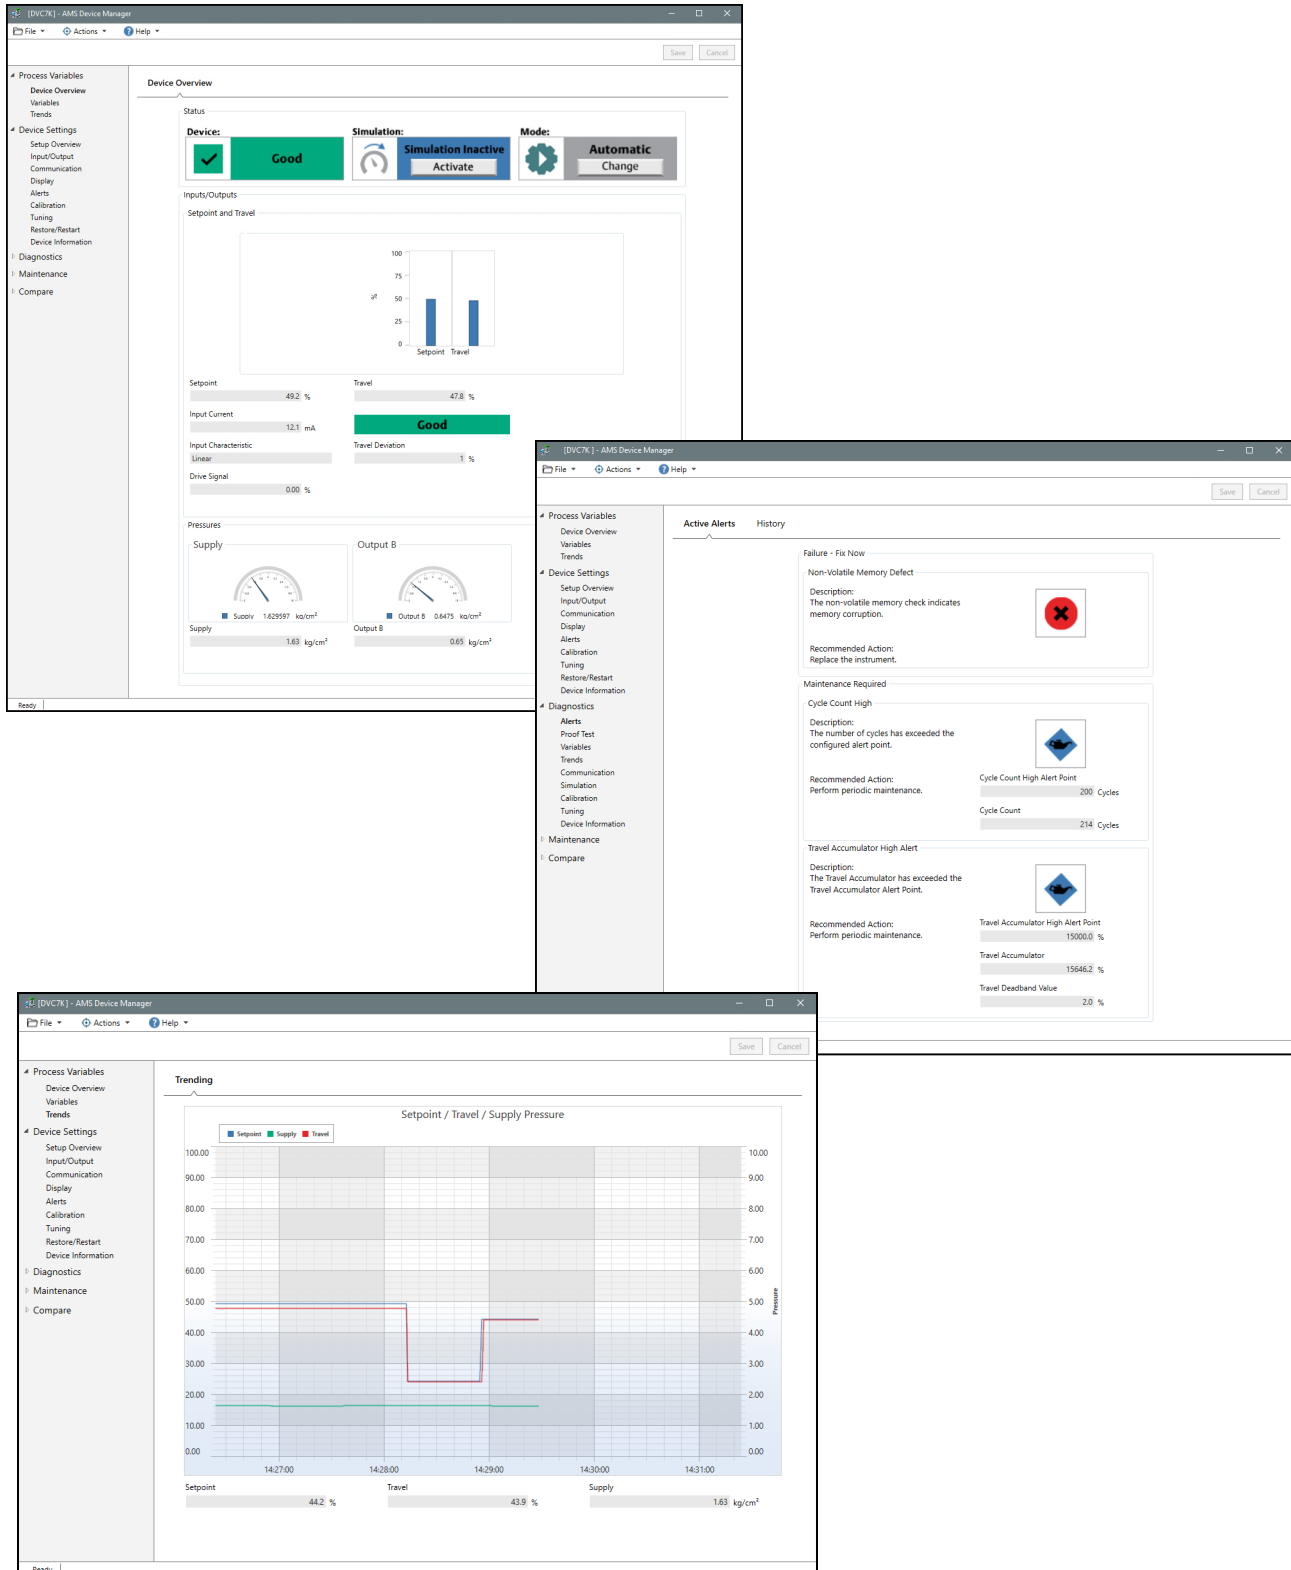 [DVC7K] - AMS Device Manager
File Actions Help
Save Cancel
Process Variables
Device Overview
Variables
Trends
Device Settings
Setup Overview
Input/Output
Communication
Display
Alerts
Calibration
Tuning
Restore/Restart
Device Information
Diagnostics
Maintenance
Compare
Device Overview
Status
Device: Simulation: Mode:
Good
Simulation Inactive
Activate
Automatic
Change
Inputs/Outputs
Setpoint and Travel
100
75
%
50
25
0
Setpoint Travel
Setpoint Travel
49.2 % 47.8 %
Input Current
12.1 mA Good
Input Characteristic Travel Deviation
Linear 1 %
Drive Signal
0.00 %
Pressures
Supply Output B
Supply 1.629597 kg/cm² Output B 0.6475 kg/cm²
Supply Output B
1.63 kg/cm² 0.65 kg/cm²
Ready
[DVC7K ] - AMS Device Manager
File Actions Help
Save Cancel
Process Variables
Device Overview
Variables
Trends
Device Settings
Setup Overview
Input/Output
Communication
Display
Alerts
Calibration
Tuning
Restore/Restart
Device Information
Diagnostics
Alerts
Proof Test
Variables
Trends
Communication
Simulation
Calibration
Tuning
Device Information
Maintenance
Compare
Active Alerts History
Failure - Fix Now
Non-Volatile Memory Defect
Description:
The non-volatile memory check indicates
memory corruption.
Recommended Action:
Replace the instrument.
Maintenance Required
Cycle Count High
Description:
The number of cycles has exceeded the
configured alert point.
Recommended Action:
Perform periodic maintenance.
Cycle Count High Alert Point
200 Cycles
Cycle Count
214 Cycles
Travel Accumulator High Alert
Description:
The Travel Accumulator has exceeded the
Travel Accumulator Alert Point.
Recommended Action:
Perform periodic maintenance.
Travel Accumulator High Alert Point
15000.0 %
Travel Accumulator
15646.2 %
Travel Deadband Value
2.0 %
[DVC7K ] - AMS Device Manager
File Actions Help
Save Cancel
Process Variables
Device Overview
Variables
Trends
Device Settings
Setup Overview
Input/Output
Communication
Display
Alerts
Calibration
Tuning
Restore/Restart
Device Information
Diagnostics
Maintenance
Compare
Trending
Setpoint / Travel / Supply Pressure
Setpoint Supply Travel
100.00 10.00
90.00 9.00
80.00 8.00
70.00 7.00
60.00 6.00
50.00 5.00
Pressure
40.00 4.00
30.00 3.00
20.00 2.00
10.00 1.00
0.00 0.00
14:27:00 14:28:00 14:29:00 14:30:00 14:31:00
Setpoint Travel Supply
44.2 % 43.9 % 1.63 kg/cm²
Ready